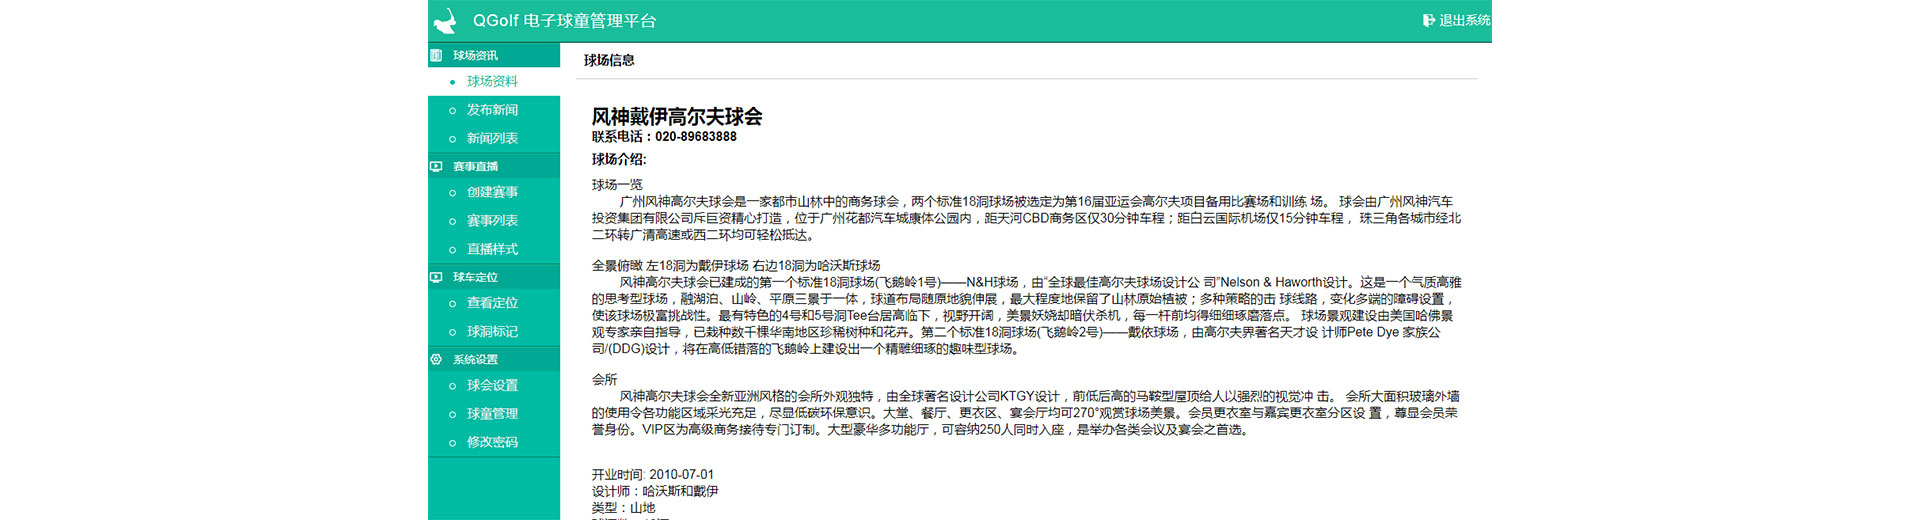 QGolf 电子球童管理平台
退出系统
球场资讯
球场资料
发布新闻
新闻列表
赛事直播
创建赛事
赛事列表
直播样式
球车定位
查看定位
球洞标记
系统设置
球会设置
球童管理
修改密码
球场信息
风神戴伊高尔夫球会
联系电话：020-89683888
球场介绍:
球场一览
广州风神高尔夫球会是一家都市山林中的商务球会，两个标准18洞球场被选定为第16届亚运会高尔夫项目备用比赛场和训练 场。 球会由广州风神汽车
投资集团有限公司斥巨资精心打造，位于广州花都汽车城康体公园内，距天河CBD商务区仅30分钟车程；距白云国际机场仅15分钟车程， 珠三角各城市经北
二环转广清高速或西二环均可轻松抵达。
全景俯瞰 左18洞为戴伊球场 右边18洞为哈沃斯球场
风神高尔夫球会已建成的第一个标准18洞球场(飞鹅岭1号)——N&H球场，由“全球最佳高尔夫球场设计公 司”Nelson & Haworth设计。这是一个气质高雅
的思考型球场，融湖泊、山岭、平原三景于一体，球道布局随原地貌伸展，最大程度地保留了山林原始植被；多种策略的击 球线路，变化多端的障碍设置，
使该球场极富挑战性。最有特色的4号和5号洞Tee台居高临下，视野开阔，美景妖娆却暗伏杀机，每一杆前均得细细琢磨落点。 球场景观建设由美国哈佛景
观专家亲自指导，已栽种数千棵华南地区珍稀树种和花卉。第二个标准18洞球场(飞鹅岭2号)——戴依球场，由高尔夫界著名天才设 计师Pete Dye 家族公
司/(DDG)设计，将在高低错落的飞鹅岭上建设出一个精雕细琢的趣味型球场。
会所
风神高尔夫球会全新亚洲风格的会所外观独特，由全球著名设计公司KTGY设计，前低后高的马鞍型屋顶给人以强烈的视觉冲 击。 会所大面积玻璃外墙
的使用令各功能区域采光充足，尽显低碳环保意识。大堂、餐厅、更衣区、宴会厅均可270°观赏球场美景。会员更衣室与嘉宾更衣室分区设 置，尊显会员荣
誉身份。VIP区为高级商务接待专门订制。大型豪华多功能厅，可容纳250人同时入座，是举办各类会议及宴会之首选。
开业时间: 2010-07-01
设计师：哈沃斯和戴伊
类型：山地